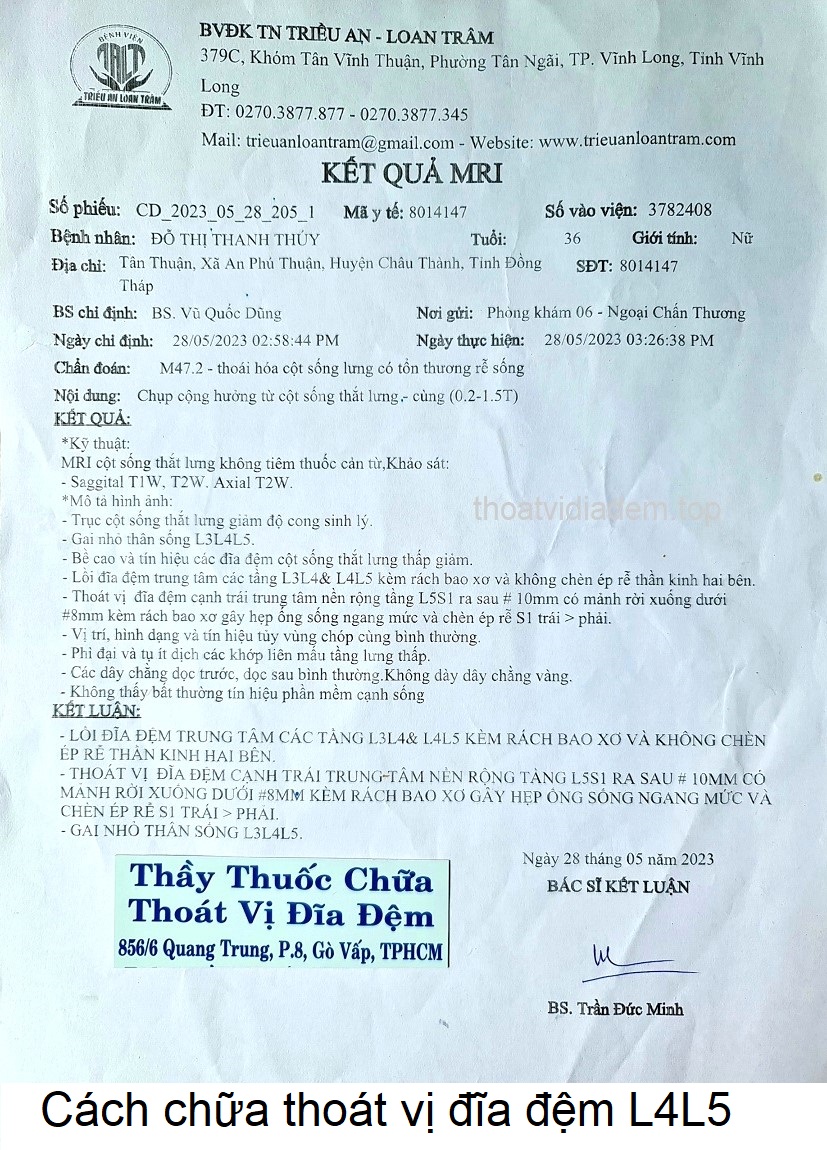 BỆNH VIỆN
TALT
TRIỀU AN LOAN TRÂM
BVĐK TN TRIỀU AN - LOAN TRÂM
379C, Khóm Tân Vĩnh Thuận, Phường Tân Ngãi, TP. Vĩnh Long, Tỉnh Vĩnh
Long
ĐT: 0270.3877.877 - 0270.3877.345
Mail: trieuanloantram@gmail.com - Website: www.trieuanloantram.com
KẾT QUẢ MRI
Số phiếu: CD_2023_05_28_205_1 Mã y tế: 8014147 Số vào viện: 3782408
Bệnh nhân: ĐỖ THỊ THANH THÚY Tuổi: 36 Giới tính: Nữ
Địa chỉ: Tân Thuận, Xã An Phú Thuận, Huyện Châu Thành, Tỉnh Đồng SĐT: 8014147
Tháp
BS chỉ định: BS. Vũ Quốc Dũng Nơi gửi: Phòng khám 06 - Ngoại Chấn Thương
Ngày chỉ định: 28/05/2023 02:58:44 PM Ngày thực hiện: 28/05/2023 03:26:38 PM
Chẩn đoán: M47.2 - thoái hóa cột sống lưng có tổn thương rễ sống
Nội dung: Chụp cộng hưởng từ cột sống thắt lưng - cùng (0.2-1.5T)
KẾT QUẢ:
*Kỹ thuật:
MRI cột sống thắt lưng không tiêm thuốc cản từ,Khảo sát:
- Saggital T1W, T2W. Axial T2W.
*Mô tả hình ảnh:
thoatvidiadem.top
- Trục cột sống thắt lưng giảm độ cong sinh lý.
- Gai nhỏ thân sống L3L4L5.
- Bề cao và tín hiệu các đĩa đệm cột sống thắt lưng thấp giảm.
- Lồi đĩa đệm trung tâm các tầng L3L4& L4L5 kèm rách bao xơ và không chèn ép rễ thần kinh hai bên.
- Thoát vị đĩa đệm cạnh trái trung tâm nền rộng tầng L5S1 ra sau # 10mm có mảnh rời xuống dưới
#8mm kèm rách bao xơ gây hẹp ống sống ngang mức và chèn ép rễ S1 trái > phải.
- Vị trí, hình dạng và tín hiệu tủy vùng chóp cùng bình thường.
- Phì đại và tụ ít dịch các khớp liên mấu tầng lưng thấp.
- Các dây chằng dọc trước, dọc sau bình thường.Không dày dây chằng vàng.
- Không thấy bất thường tín hiệu phần mềm cạnh sống
KẾT LUẬN:
- LỒI ĐĨA ĐỆM TRUNG TÂM CÁC TẦNG L3L4& L4L5 KÈM RÁCH BAO XƠ VÀ KHÔNG CHÈN
ÉP RỄ THẦN KINH HAI BÊN.
- THOÁT VỊ ĐĨA ĐỆM CẠNH TRÁI TRUNG TÂM NỀN RỘNG TẦNG L5S1 RA SAU # 10MM CÓ
MẢNH RỜI XUỐNG DƯỚI #8MM KÈM RÁCH BAO XƠ GÂY HẸP ỐNG SỐNG NGANG MỨC VÀ
CHÈN ÉP RỄ S1 TRÁI > PHẢI.
- GAI NHỎ THÂN SỐNG L3L4L5.
Ngày 28 tháng 05 năm 2023
BÁC SĨ KẾT LUẬN
Thầy Thuốc Chữa
Thoát Vị Đĩa Đệm
856/6 Quang Trung, P.8, Gò Vấp, TPHCM
BS. Trần Đức Minh
Cách chữa thoát vị đĩa đệm L4L5